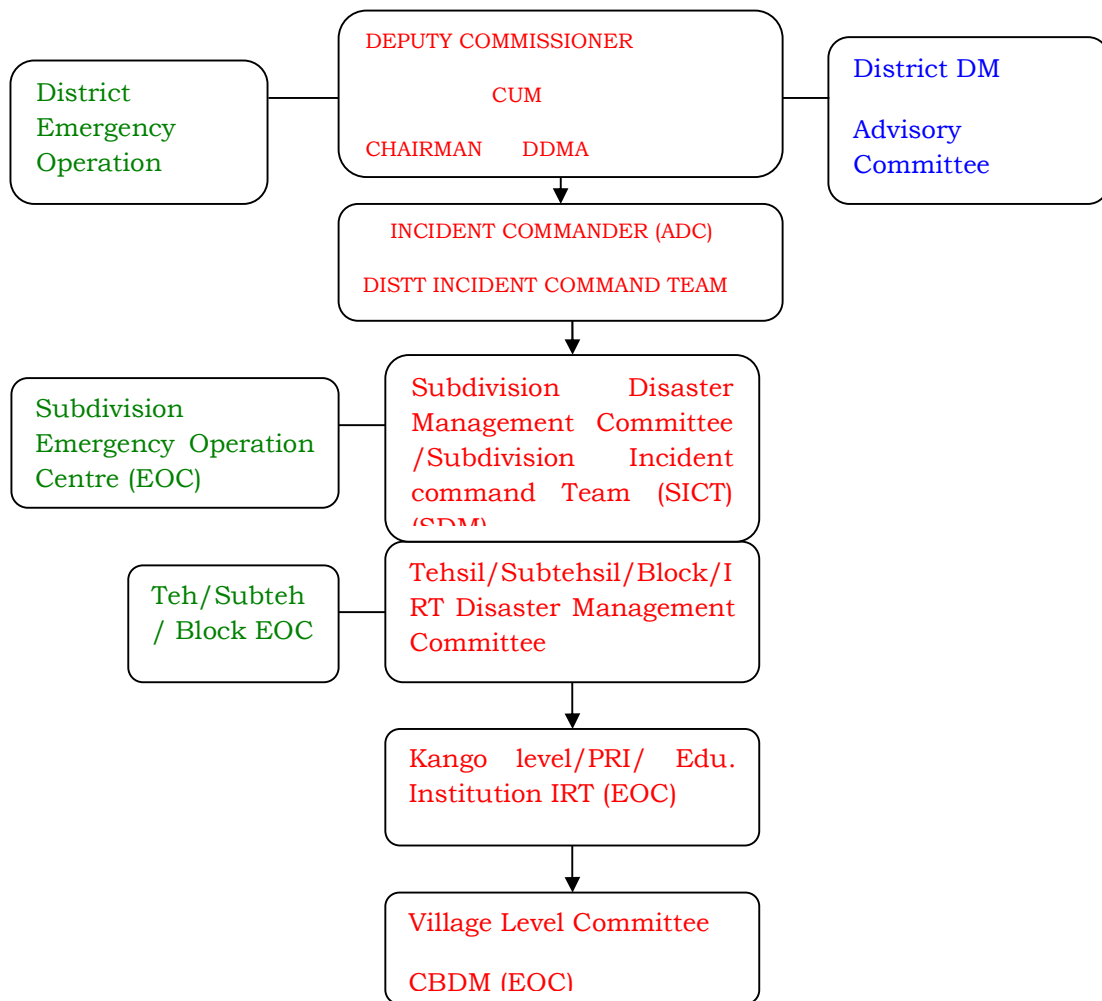 DEPUTY COMMISSIONER
CUM
CHAIRMAN DDMA
District
Emergency
Operation
District DM
Advisory
Committee
INCIDENT COMMANDER (ADC)
DISTT INCIDENT COMMAND TEAM
Subdivision
Emergency Operation
Centre (EOC)
Subdivision Disaster
Management Committee
/Subdivision Incident
command Team (SICT)
(SDM)
Teh/Subteh
/ Block EOC
Tehsil/Subtehsil/Block/I
RT Disaster Management
Committee
Kango level/PRI/ Edu.
Institution IRT (EOC)
Village Level Committee
CBDM (EOC)